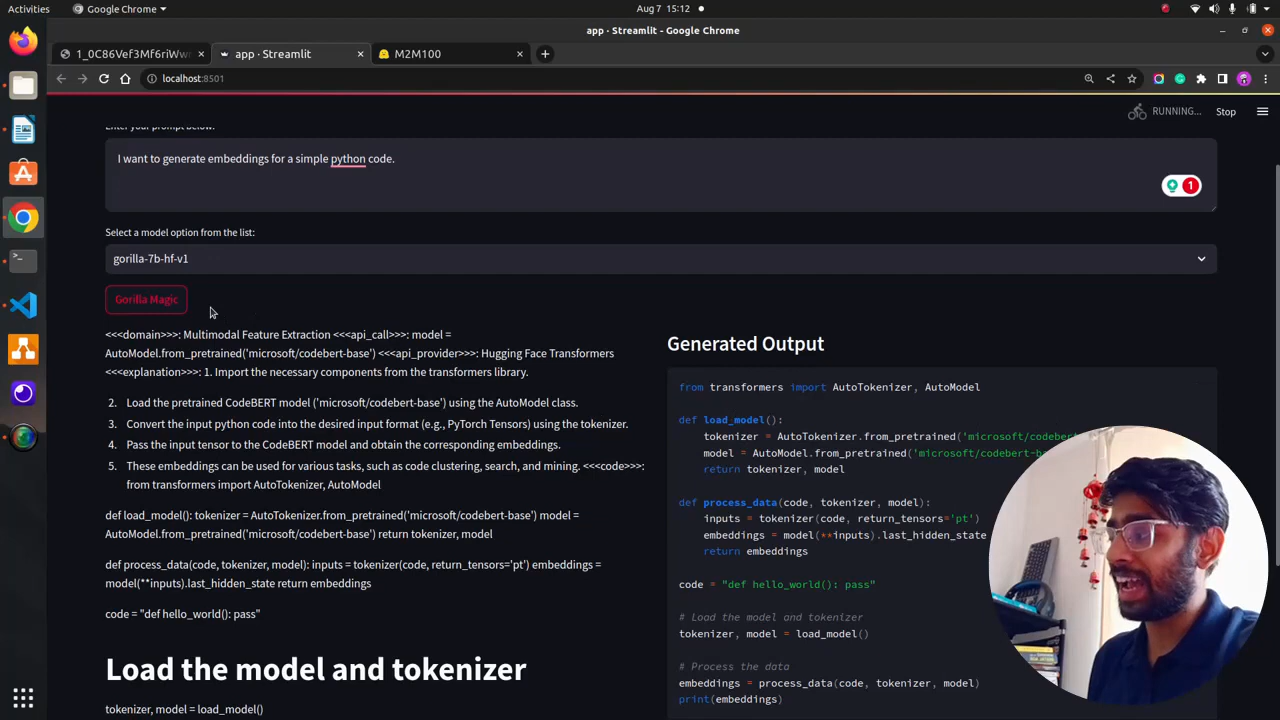 Activities
Google Chrome
Aug 7 15:12
app · Streamlit - Google Chrome
1_0C86Vef3Mf6riWw
app · Streamlit
M2M100
localhost:8501
RUNNING...
Stop
Enter your prompt below:
I want to generate embeddings for a simple python code.
1
Select a model option from the list:
gorilla-7b-hf-v1
Gorilla Magic
<<<domain>>>: Multimodal Feature Extraction <<<api_call>>>: model =
AutoModel.from_pretrained('microsoft/codebert-base') <<<api_provider>>>: Hugging Face Transformers
<<<explanation>>>: 1. Import the necessary components from the transformers library.
2. Load the pretrained CodeBERT model ('microsoft/codebert-base') using the AutoModel class.
3. Convert the input python code into the desired input format (e.g., PyTorch Tensors) using the tokenizer.
4. Pass the input tensor to the CodeBERT model and obtain the corresponding embeddings.
5. These embeddings can be used for various tasks, such as code clustering, search, and mining. <<<code>>>:
from transformers import AutoTokenizer, AutoModel
def load_model(): tokenizer = AutoTokenizer.from_pretrained('microsoft/codebert-base') model =
AutoModel.from_pretrained('microsoft/codebert-base') return tokenizer, model
def process_data(code, tokenizer, model): inputs = tokenizer(code, return_tensors='pt') embeddings =
model(**inputs).last_hidden_state return embeddings
code = "def hello_world(): pass"
Load the model and tokenizer
tokenizer, model = load_model()
Generated Output
from transformers import AutoTokenizer, AutoModel
def load_model():
tokenizer = AutoTokenizer.from_pretrained('microsoft/codeb
model = AutoModel.from_pretrained('microsoft/codebert-b
return tokenizer, model
def process_data(code, tokenizer, model):
inputs = tokenizer(code, return_tensors='pt')
embeddings = model(**inputs).last_hidden_state
return embeddings
code = "def hello_world(): pass"
# Load the model and tokenizer
tokenizer, model = load_model()
# Process the data
embeddings = process_data(code, tokenizer, model)
print(embeddings)